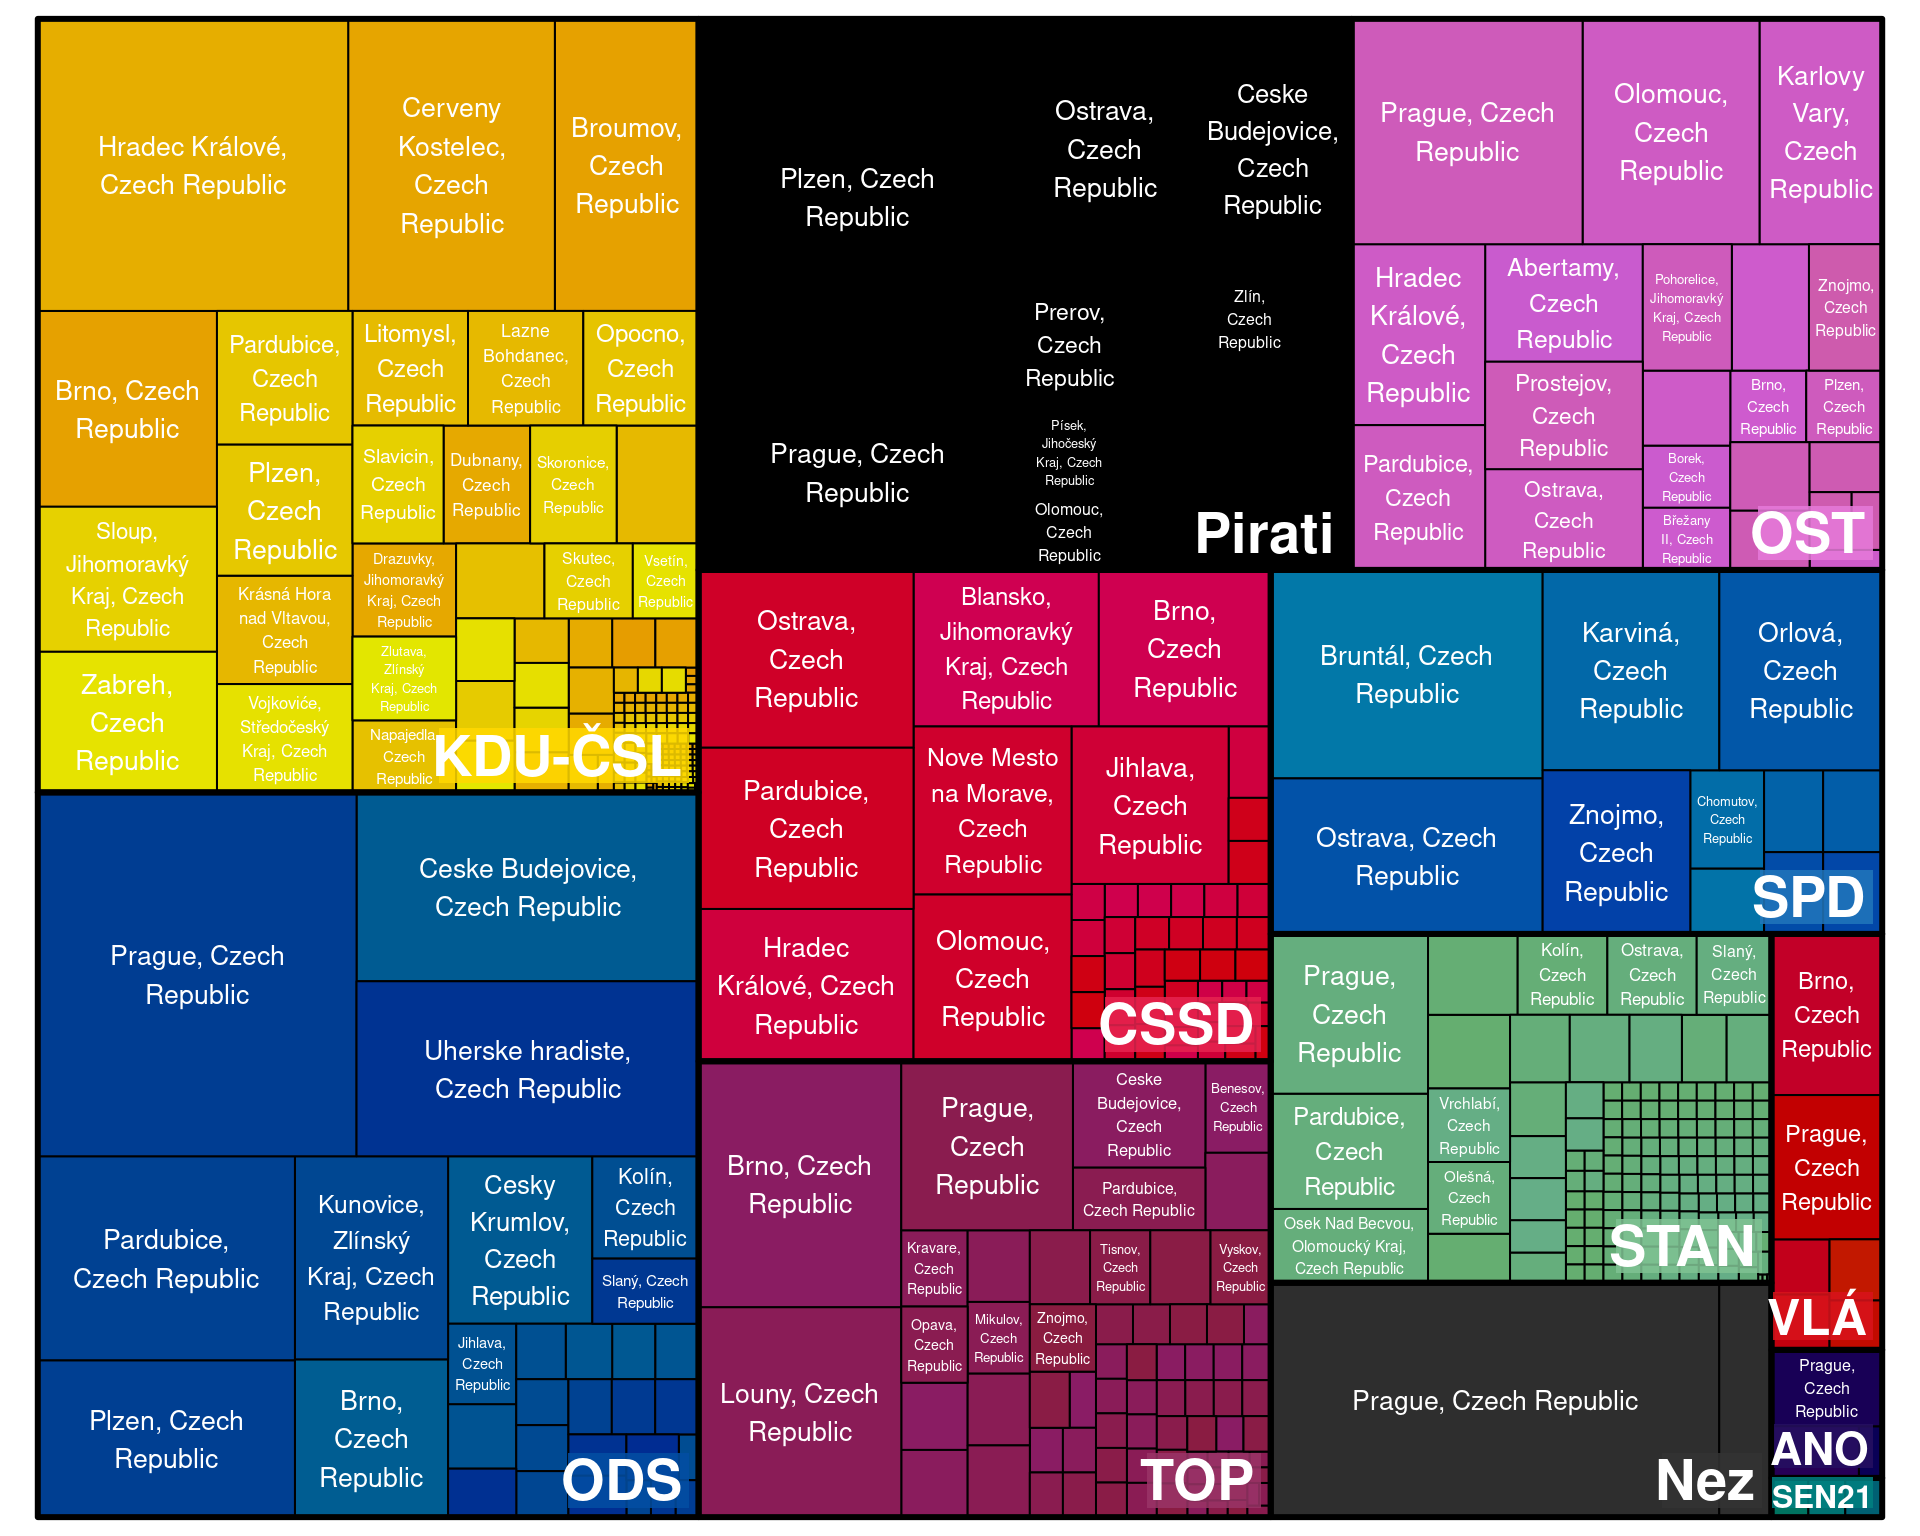 Hradec Králové,
Czech Republic
Cerveny
Kostelec,
Czech
Republic
Broumov,
Czech
Republic
Brno, Czech
Republic
Pardubice,
Czech
Republic
Litomysl,
Czech
Republic
Lazne
Bohdanec,
Czech
Republic
Opocno,
Czech
Republic
Plzen,
Czech
Republic
Slavicin,
Czech
Republic
Dubnany,
Czech
Republic
Skoronice,
Czech
Republic
Sloup,
Jihomoravký
Kraj, Czech
Republic
Krásná Hora
nad Vltavou,
Czech
Republic
Drazuvky,
Jihomoravký
Kraj, Czech
Republic
Skutec,
Czech
Republic
Vsetín,
Czech
Republic
Zabreh,
Czech
Republic
Vojkoviće,
Středočeský
Kraj, Czech
Republic
Zlutava,
Zlínský
Kraj, Czech
Republic
Napajedla
Czech
Republic
KDU-ČSL
Plzen, Czech
Republic
Ostrava,
Czech
Republic
Ceske
Budejovice,
Czech
Republic
Prague, Czech
Republic
Prerov,
Czech
Republic
Zlín,
Czech
Republic
Písek,
Jihočeský
Kraj, Czech
Republic
Olomouc,
Czech
Republic
Pirati
Prague, Czech
Republic
Olomouc,
Czech
Republic
Karlovy
Vary,
Czech
Republic
Hradec
Králové,
Czech
Republic
Abertamy,
Czech
Republic
Pohorelice,
Jihomoravký
Kraj, Czech
Republic
Znojmo,
Czech
Republic
Prostejov,
Czech
Republic
Brno,
Czech
Republic
Plzen,
Czech
Republic
Pardubice,
Czech
Republic
Ostrava,
Czech
Republic
Borek,
Czech
Republic
Břežany
II, Czech
Republic
OST
Prague, Czech
Republic
Ceske Budejovice,
Czech Republic
Uherske hradiste,
Czech Republic
Pardubice,
Czech Republic
Kunovice,
Zlínský
Kraj, Czech
Republic
Cesky
Krumlov,
Czech
Republic
Kolín,
Czech
Republic
Slaný, Czech
Republic
Plzen, Czech
Republic
Brno,
Czech
Republic
Jihlava,
Czech
Republic
ODS
Ostrava,
Czech
Republic
Blansko,
Jihomoravký
Kraj, Czech
Republic
Brno,
Czech
Republic
Pardubice,
Czech
Republic
Nove Mesto
na Morave,
Czech
Republic
Jihlava,
Czech
Republic
Hradec
Králové, Czech
Republic
Olomouc,
Czech
Republic
CSSD
Brno, Czech
Republic
Prague,
Czech
Republic
Ceske
Budejovice,
Czech
Republic
Benesov,
Czech
Republic
Pardubice,
Czech Republic
Louny, Czech
Republic
Kravare,
Czech
Republic
Tisnov,
Czech
Republic
Vyskov,
Czech
Republic
Opava,
Czech
Republic
Mikulov,
Czech
Republic
Znojmo,
Czech
Republic
TOP
Bruntál, Czech
Republic
Karviná,
Czech
Republic
Orlová,
Czech
Republic
Ostrava, Czech
Republic
Znojmo,
Czech
Republic
Chomutov,
Czech
Republic
SPD
Prague,
Czech
Republic
Kolín,
Czech
Republic
Ostrava,
Czech
Republic
Slaný,
Czech
Republic
Pardubice,
Czech
Republic
Vrchlabí,
Czech
Republic
Olešná,
Czech
Republic
Osek Nad Becvou,
Olomoucký Kraj,
Czech Republic
STAN
Brno,
Czech
Republic
Prague,
Czech
Republic
VLÁ
Prague, Czech Republic
Nez
Prague,
Czech
Republic
ANO
SEN21